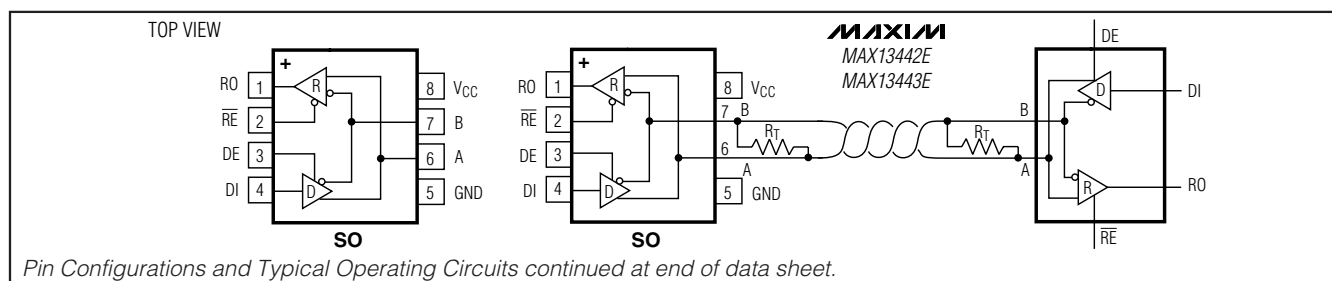 TOP VIEW
MAXIM
MAX13442E
MAX13443E
+
RO 1
R
8 VCC
RE 2
7 B
DE 3
6 A
DI 4
D
5 GND
SO
+
RO 1
R
8 VCC
RE 2
7 B
RT
DE 3
6
A
DI 4
D
5 GND
SO
DE
D
DI
B
RT
A
R
RO
RE
Pin Configurations and Typical Operating Circuits continued at end of data sheet.